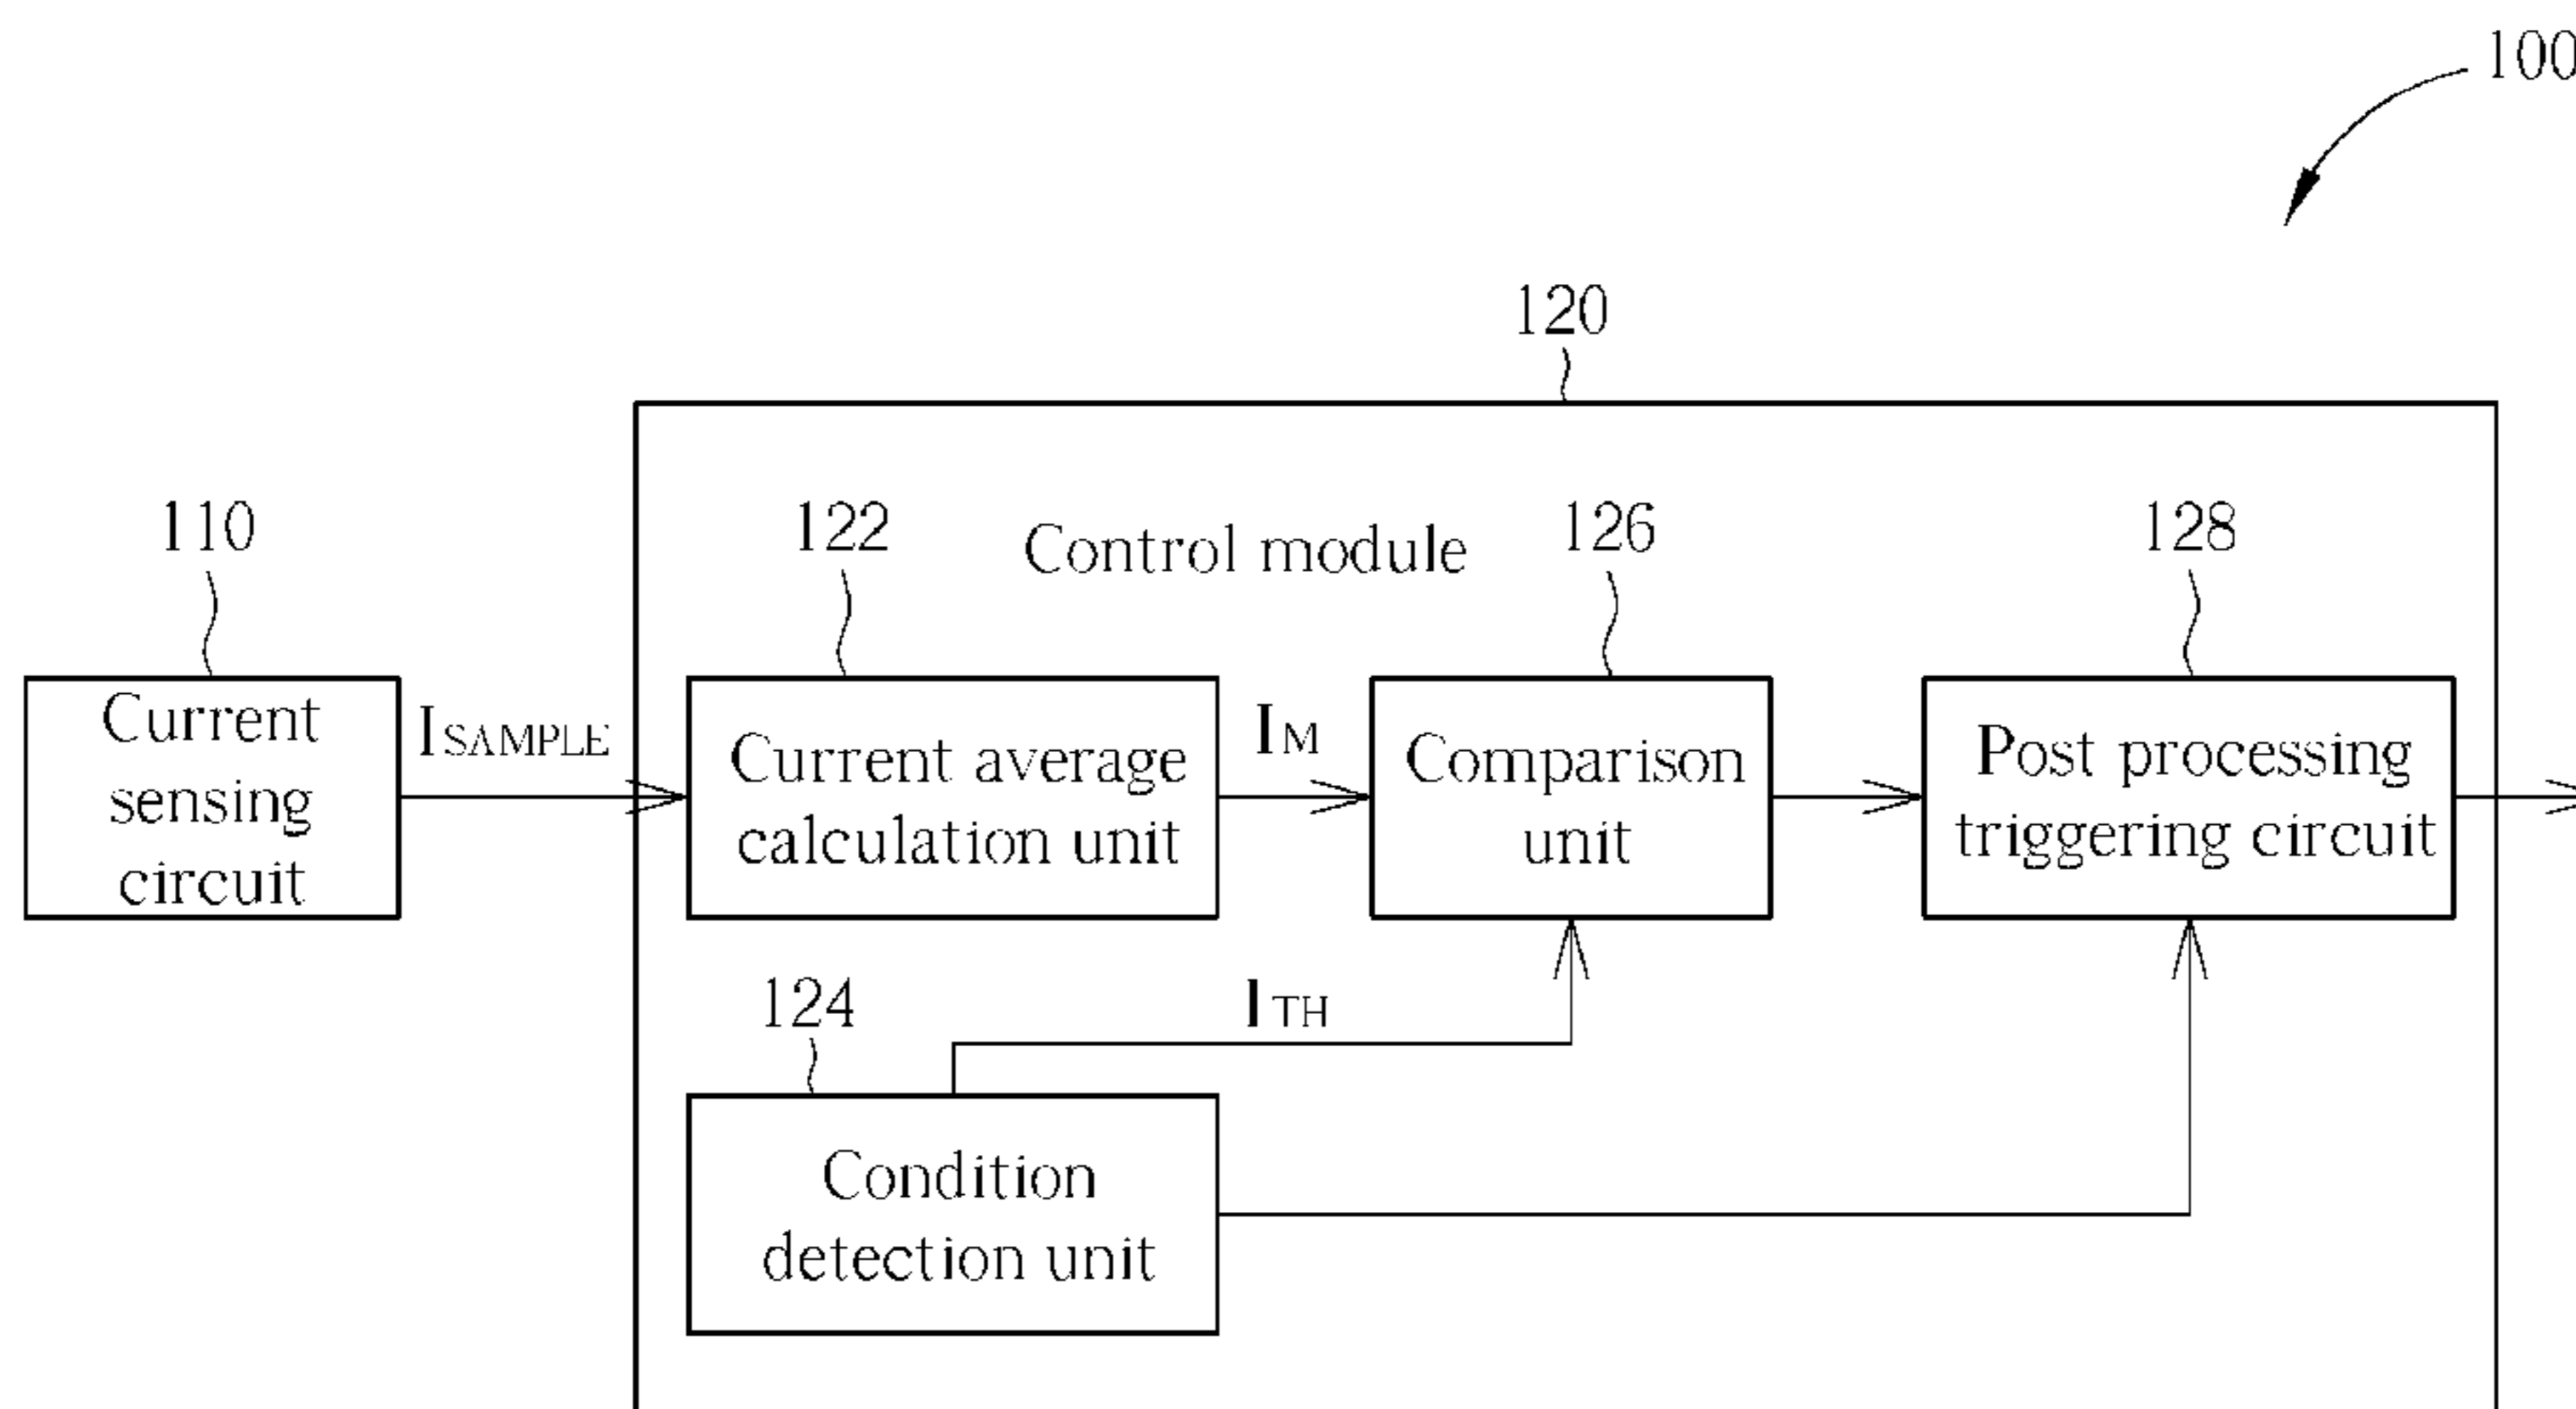 100
120
110
122
Control module
126
128
Current
sensing
circuit
ISAMPLE
Current average
calculation unit
IM
Comparison
unit
Post processing
triggering circuit
124
ITH
Condition
detection unit